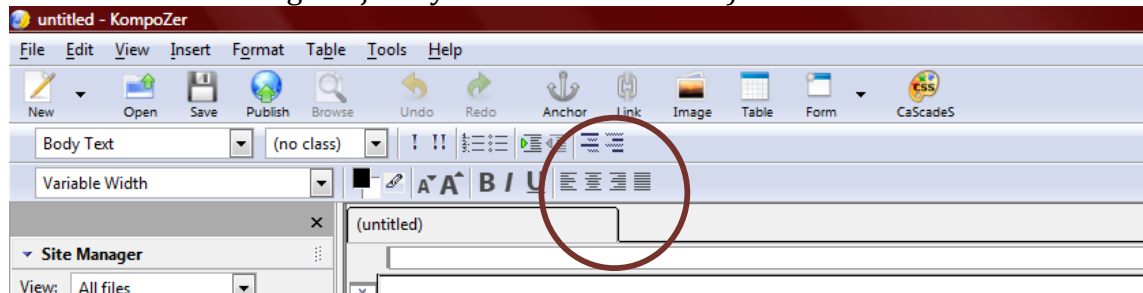 untitled - KompoZer
File Edit View Insert Format Table Tools Help
New Open Save Publish Browse Undo Redo Anchor Link Image Table Form CSS CaScadeS
Body Text (no class) ! !!
Variable Width A A B I U
(untitled)
Site Manager
View: All files